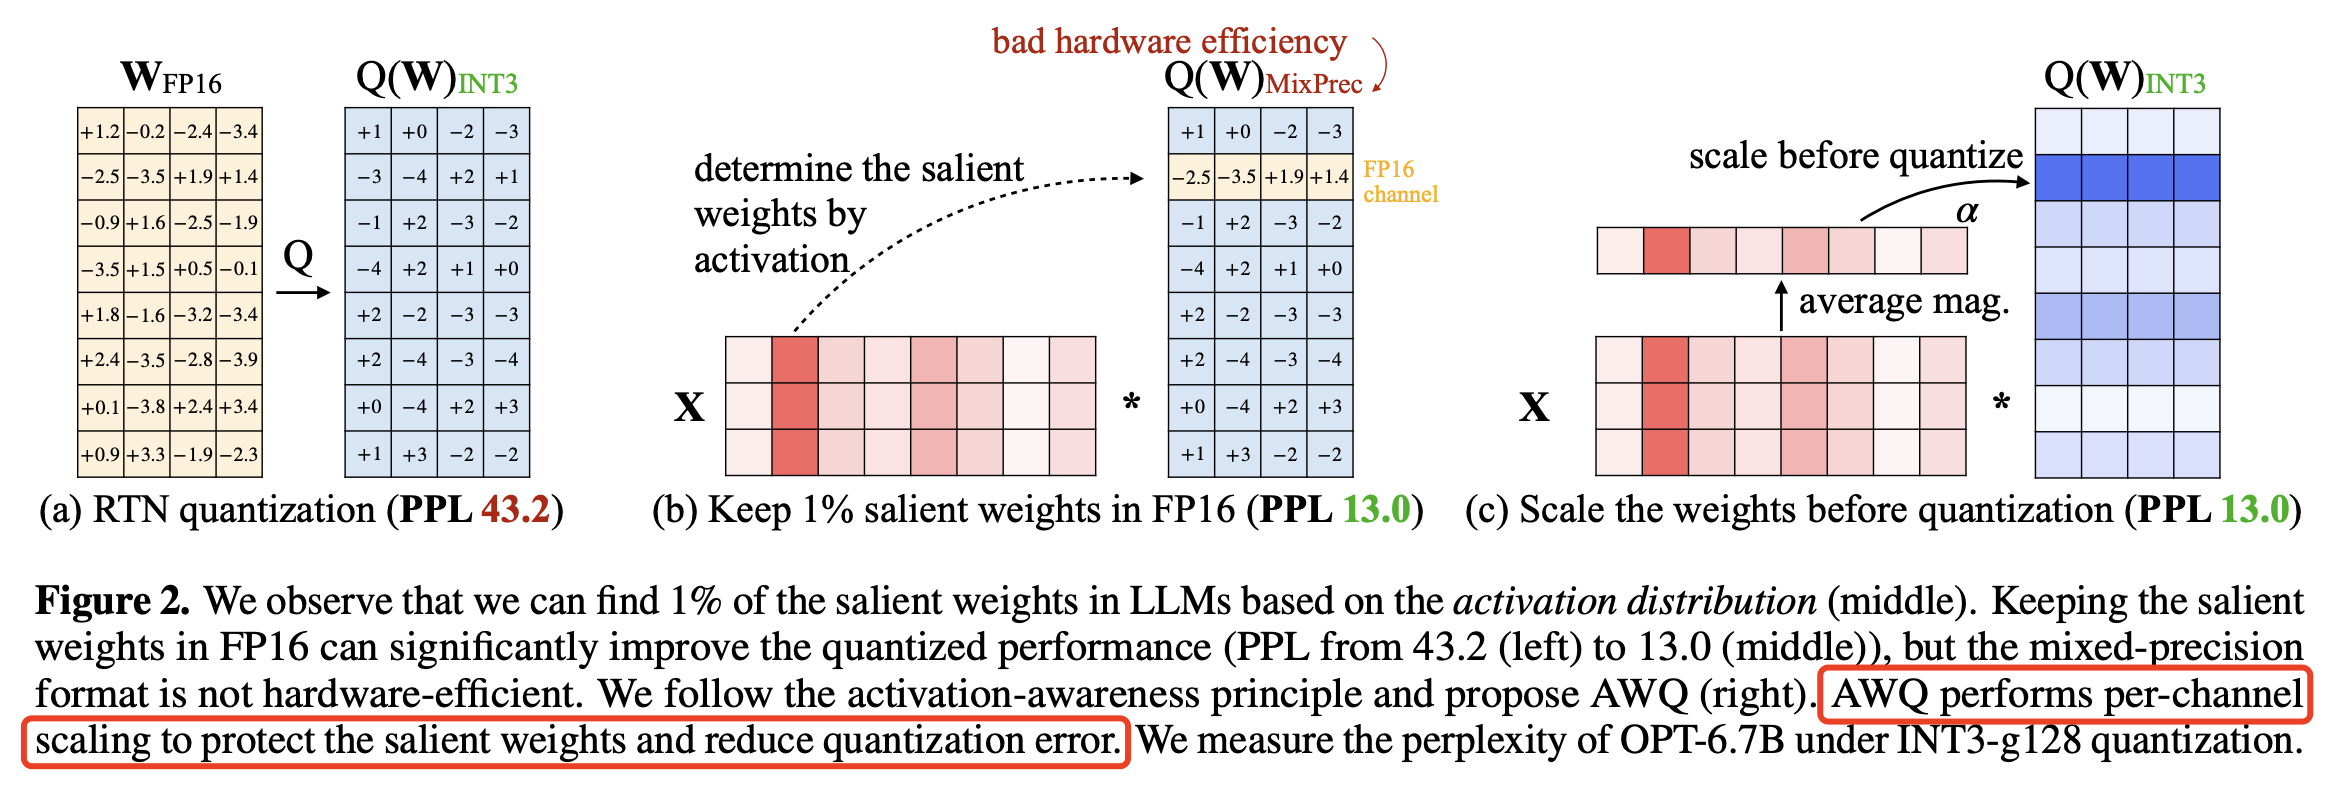 bad hardware efficiency
W FP16
Q(W) INT3
Q(W) MixPrec
Q(W) INT3
+1.2 −0.2 −2.4 −3.4
−2.5 −3.5 +1.9 +1.4
−0.9 +1.6 −2.5 −1.9
−3.5 +1.5 +0.5 −0.1
+1.8 −1.6 −3.2 −3.4
+2.4 −3.5 −2.8 −3.9
+0.1 −3.8 +2.4 +3.4
+0.9 +3.3 −1.9 −2.3
Q
+1 +0 −2 −3
−3 −4 +2 +1
−1 +2 −3 −2
−4 +2 +1 +0
+2 −2 −3 −3
+2 −4 −3 −4
+0 −4 +2 +3
+1 +3 −2 −2
determine the salient
weights by
activation
X
*
+1 +0 −2 −3
−2.5 −3.5 +1.9 +1.4
−1 +2 −3 −2
−4 +2 +1 +0
+2 −2 −3 −3
+2 −4 −3 −4
+0 −4 +2 +3
+1 +3 −2 −2
FP16
channel
scale before quantize
α
average mag.
X
*
(a) RTN quantization (PPL 43.2)
(b) Keep 1% salient weights in FP16 (PPL 13.0)
(c) Scale the weights before quantization (PPL 13.0)
Figure 2. We observe that we can find 1% of the salient weights in LLMs based on the activation distribution (middle). Keeping the salient
weights in FP16 can significantly improve the quantized performance (PPL from 43.2 (left) to 13.0 (middle)), but the mixed-precision
format is not hardware-efficient. We follow the activation-awareness principle and propose AWQ (right). AWQ performs per-channel
scaling to protect the salient weights and reduce quantization error. We measure the perplexity of OPT-6.7B under INT3-g128 quantization.